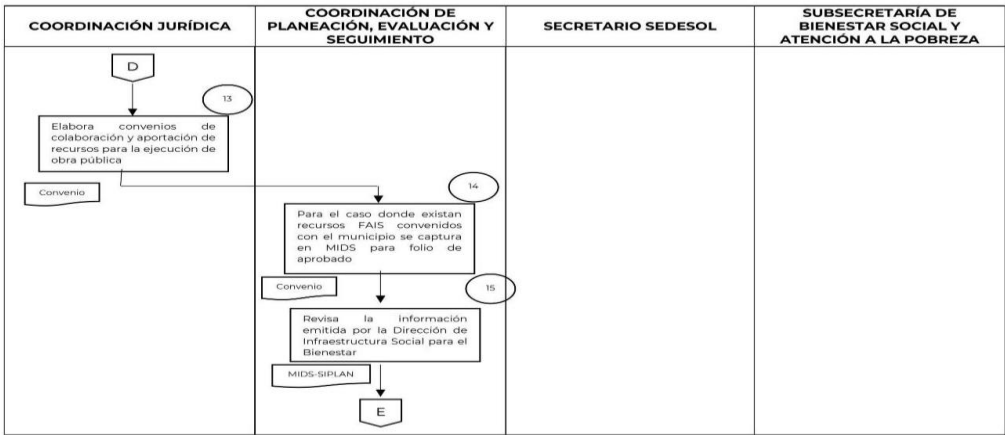 COORDINACIÓN JURÍDICA
COORDINACIÓN DE
PLANEACIÓN, EVALUACIÓN Y
SEGUIMIENTO
SECRETARIO SEDESOL
SUBSECRETARÍA DE
BIENESTAR SOCIAL Y
ATENCIÓN A LA POBREZA
D
13
Elabora convenios de
colaboración y aportación de
recursos para la ejecución de
obra pública
Convenio
14
Para el caso donde existan
recursos FAIS convenidos
con el municipio se captura
en MIDS para folio de
aprobado
Convenio
15
Revisa la información
emitida por la Dirección de
Infraestructura Social para el
Bienestar
MIDS-SIPLAN
E